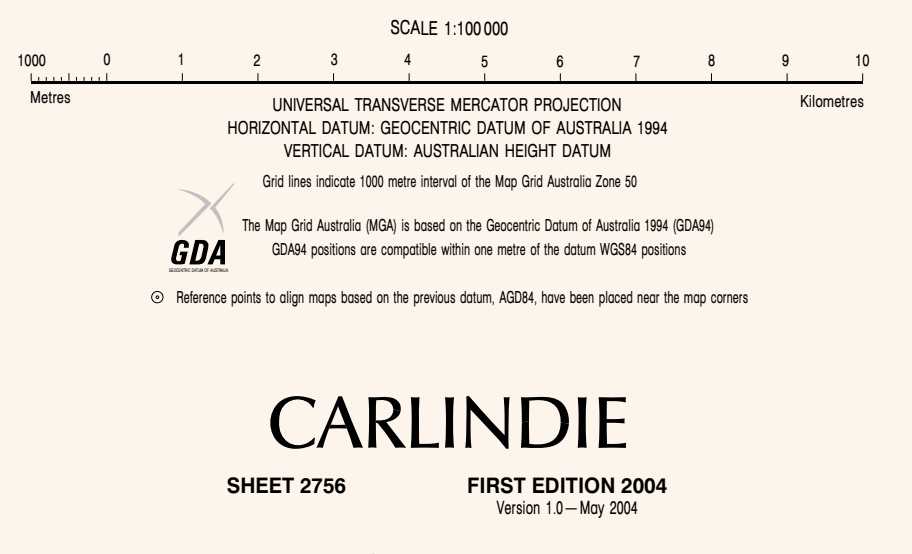 SCALE 1:100 000
1000 0 1 2 3 4 5 6 7 8 9 10
Metres Kilometres
UNIVERSAL TRANSVERSE MERCATOR PROJECTION
HORIZONTAL DATUM: GEOCENTRIC DATUM OF AUSTRALIA 1994
VERTICAL DATUM: AUSTRALIAN HEIGHT DATUM
Grid lines indicate 1000 metre interval of the Map Grid Australia Zone 50
The Map Grid Australia (MGA) is based on the Geocentric Datum of Australia 1994 (GDA94)
GDA94 positions are compatible within one metre of the datum WGS84 positions
GDA
GEOCENTRIC DATUM OF AUSTRALIA
Reference points to align maps based on the previous datum, AGD84, have been placed near the map corners
CARLINDIE
SHEET 2756 FIRST EDITION 2004
Version 1.0 — May 2004